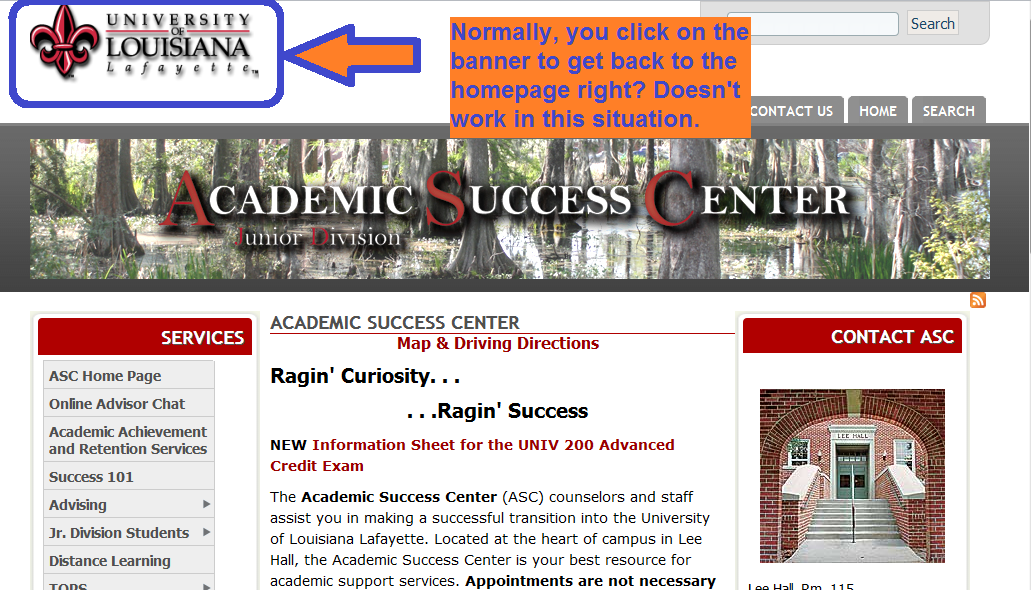 UNIVERSITY
OF
LOUISIANA
Lafayette™
Normally, you click on the
banner to get back to the
homepage right? Doesn't
work in this situation.
Search
CONTACT US
HOME
SEARCH
ACADEMIC SUCCESS CENTER
Junior Division
SERVICES
ASC Home Page
Online Advisor Chat
Academic Achievement
and Retention Services
Success 101
Advising
Jr. Division Students
Distance Learning
TOPS
ACADEMIC SUCCESS CENTER
Map & Driving Directions
Ragin' Curiosity. . .
. . .Ragin' Success
NEW Information Sheet for the UNIV 200 Advanced
Credit Exam
The Academic Success Center (ASC) counselors and staff
assist you in making a successful transition into the University
of Louisiana Lafayette. Located at the heart of campus in Lee
Hall, the Academic Success Center is your best resource for
academic support services. Appointments are not necessary
CONTACT ASC
LEE HALL
Lee Hall, Rm. 115